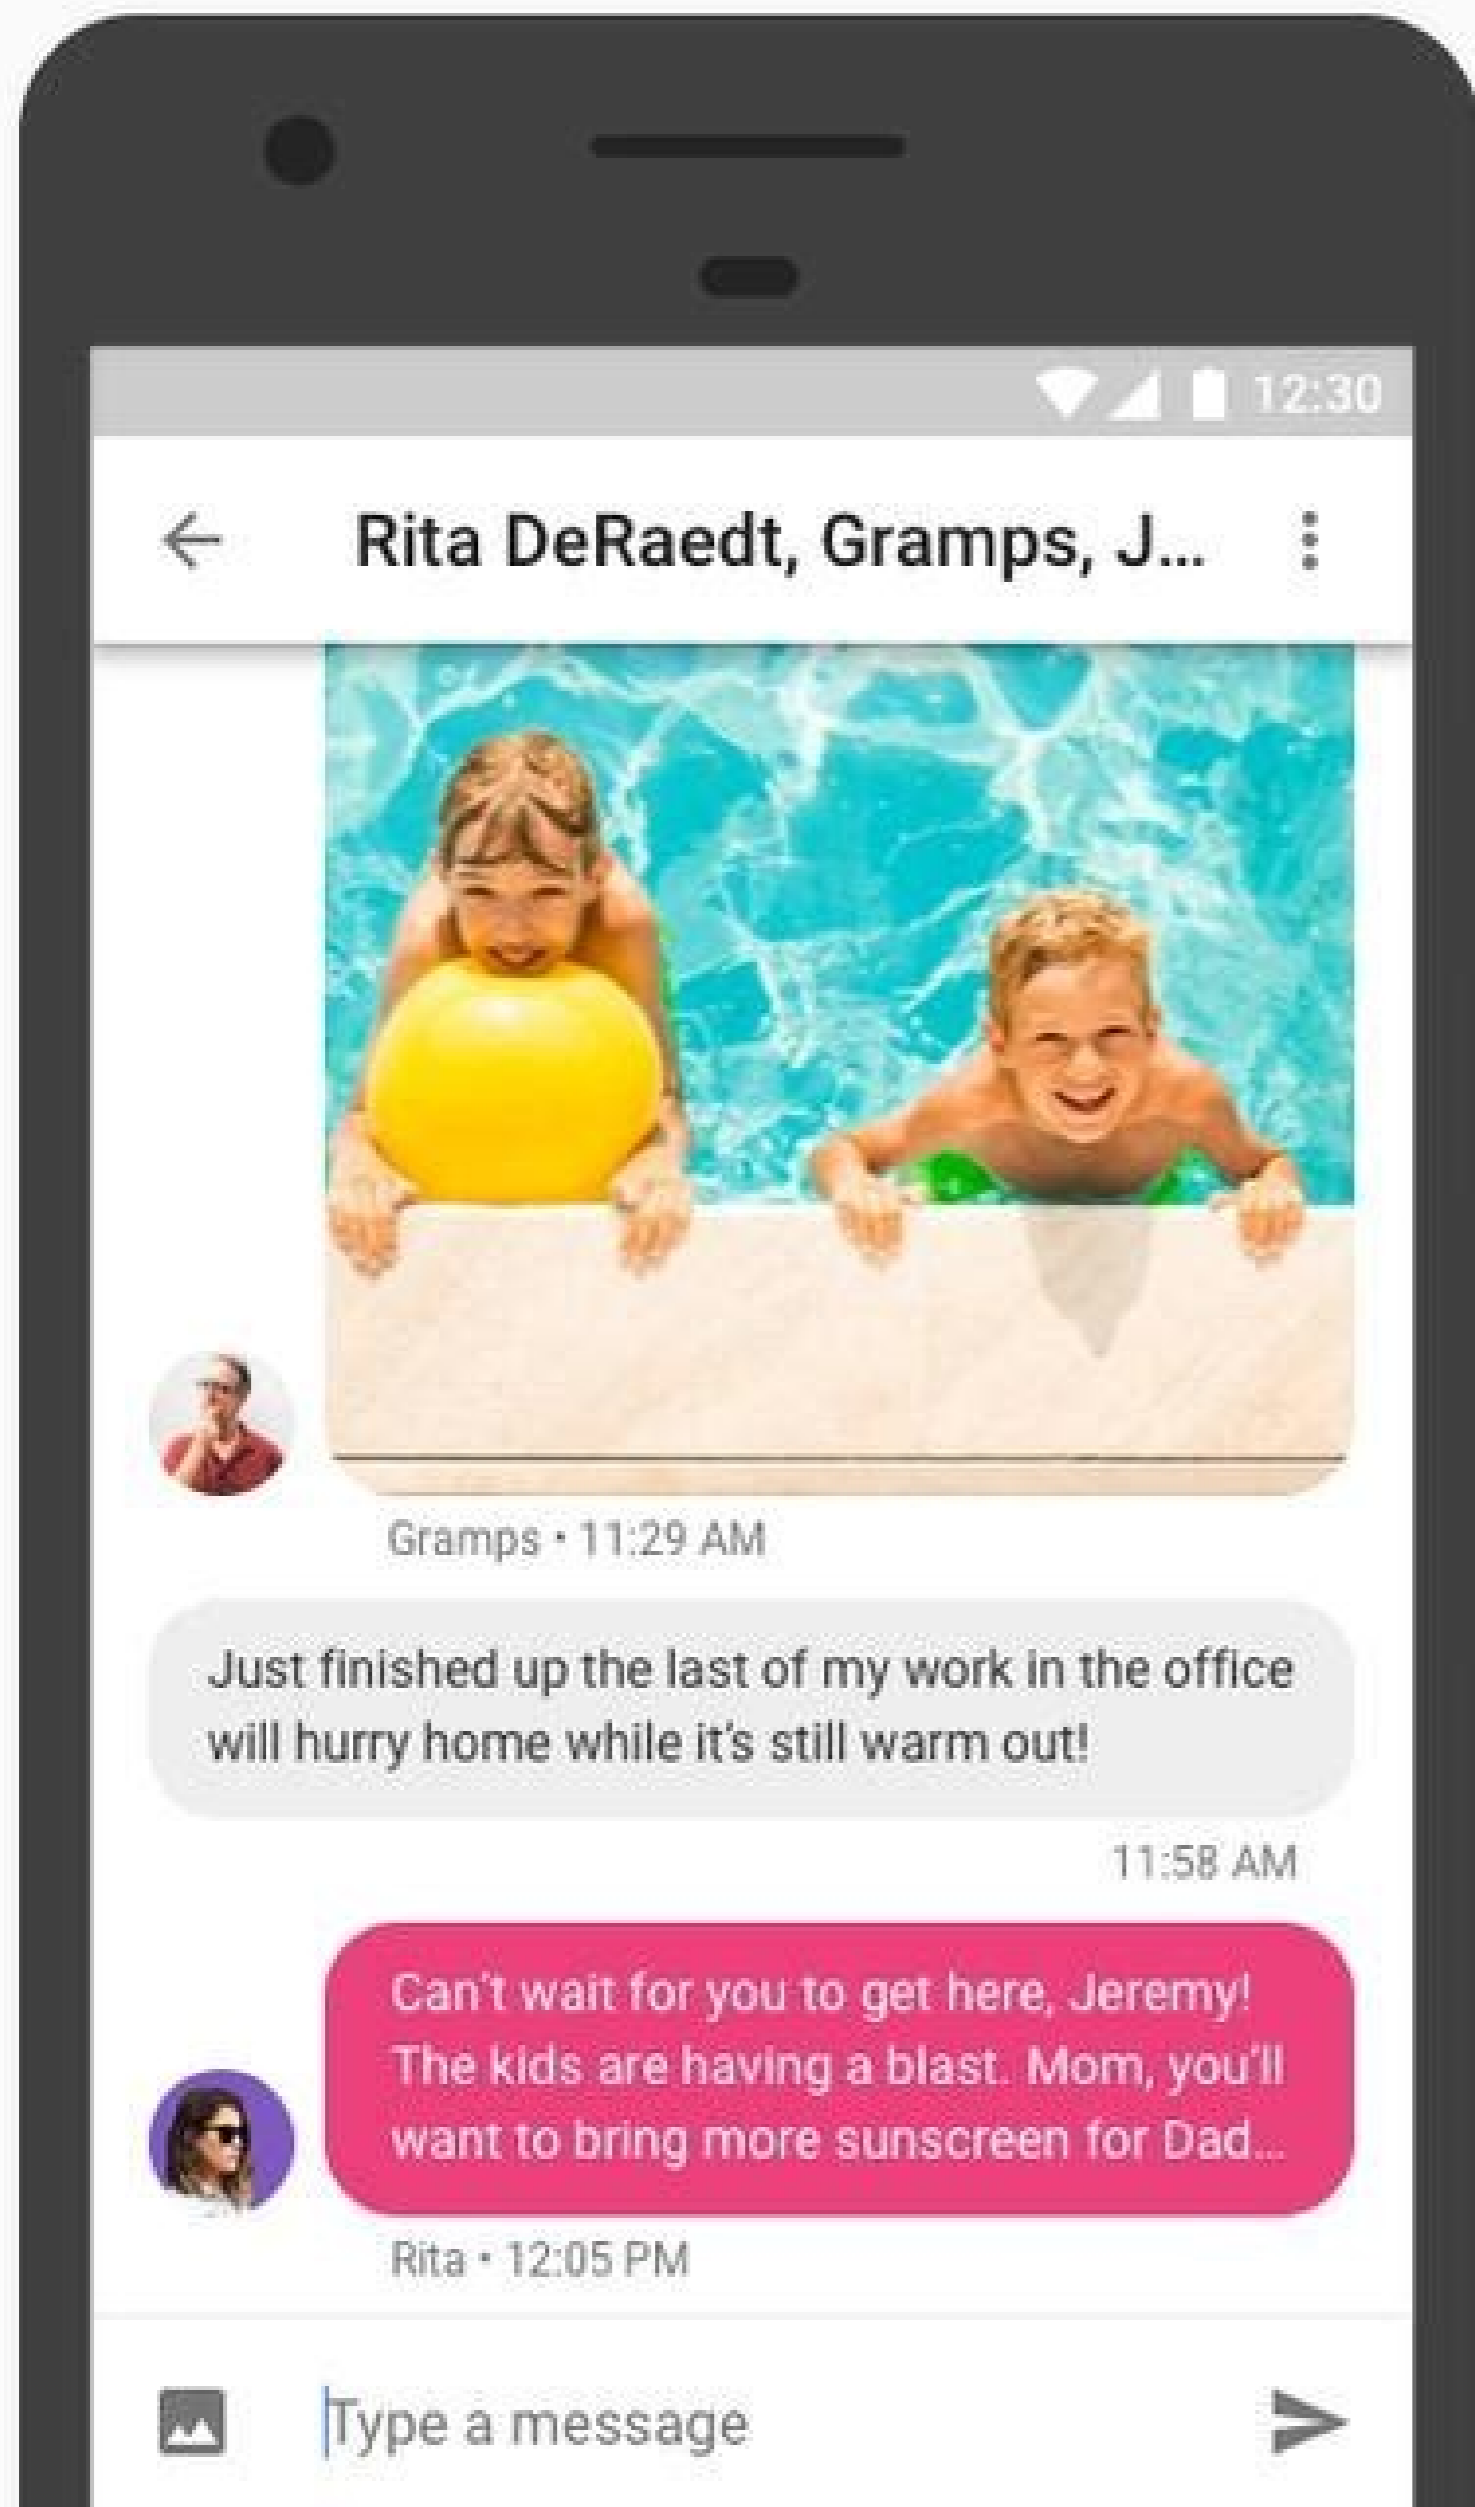 12:30
Rita DeRaedt, Gramps, J...
Gramps • 11:29 AM
Just finished up the last of my work in the office
will hurry home while it's still warm out!
11:58 AM
Can't wait for you to get here, Jeremy!
The kids are having a blast. Mom, you'll
want to bring more sunscreen for Dad...
Rita • 12:05 PM
Type a message